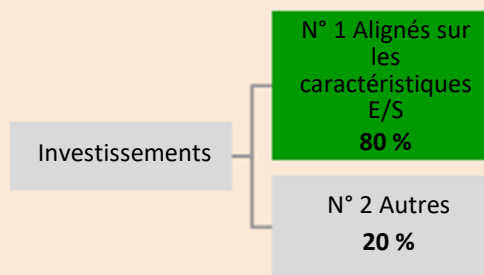 N° 1 Alignés sur
les
caractéristiques
E/S
80 %
Investissements
N° 2 Autres
20 %